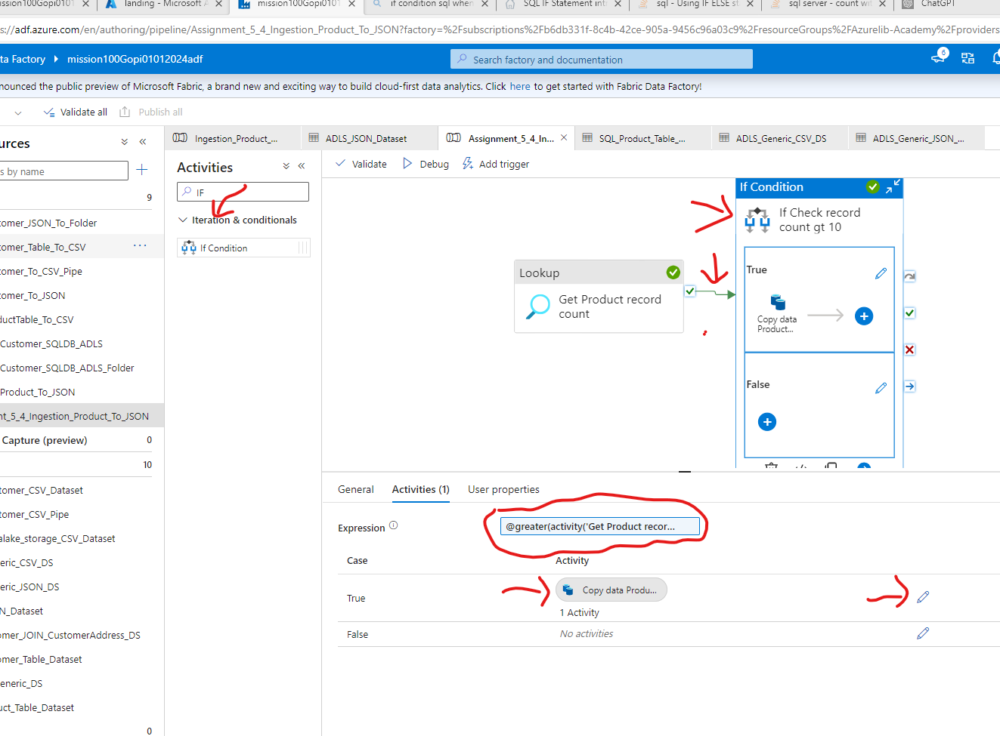 ission100Gopi0101
landing - Microsoft A
mission100Gopi0101
if condition sql when
SQL IF Statement intr
sql - Using IF ELSE st
sql server - count wit
ChatGPT
s://adf.azure.com/en/authoring/pipeline/Assignment_5_4_Ingestion_Product_To_JSON?factory=%2Fsubscriptions%2Fb6db331f-8c4b-42ce-905a-9456c96a03c9%2FresourceGroups%2FAzurelib-Academy%2Fproviders
ta Factory
mission100Gopi01012024adf
Search factory and documentation
6
nounced the public preview of Microsoft Fabric, a brand new and exciting way to build cloud-first data analytics. Click here to get started with Fabric Data Factory!
Validate all
Publish all
urces
Ingestion_Product_...
ADLS_JSON_Dataset
Assignment_5_4_In...
SQL_Product_Table_...
ADLS_Generic_CSV_DS
ADLS_Generic_JSON_...
s by name
9
tomer_JSON_To_Folder
tomer_Table_To_CSV
...
tomer_To_CSV_Pipe
tomer_To_JSON
ductTable_To_CSV
Customer_SQLDB_ADLS
Customer_SQLDB_ADLS_Folder
Product_To_JSON
nt_5_4_Ingestion_Product_To_JSON
Capture (preview)
0
10
tomer_CSV_Dataset
tomer_CSV_Pipe
alake_storage_CSV_Dataset
eric_CSV_DS
eric_JSON_DS
N_Dataset
omer_JOIN_CustomerAddress_DS
omer_Table_Dataset
eneric_DS
uct_Table_Dataset
0
Activities
IF
Iteration & conditionals
If Condition
Validate
Debug
Add trigger
Lookup
Get Product record
count
If Condition
If Check record
count gt 10
True
Copy data
Product...
False
General
Activities (1)
User properties
Expression
@greater(activity('Get Product recor...
Case
Activity
True
Copy data Produ...
1 Activity
False
No activities